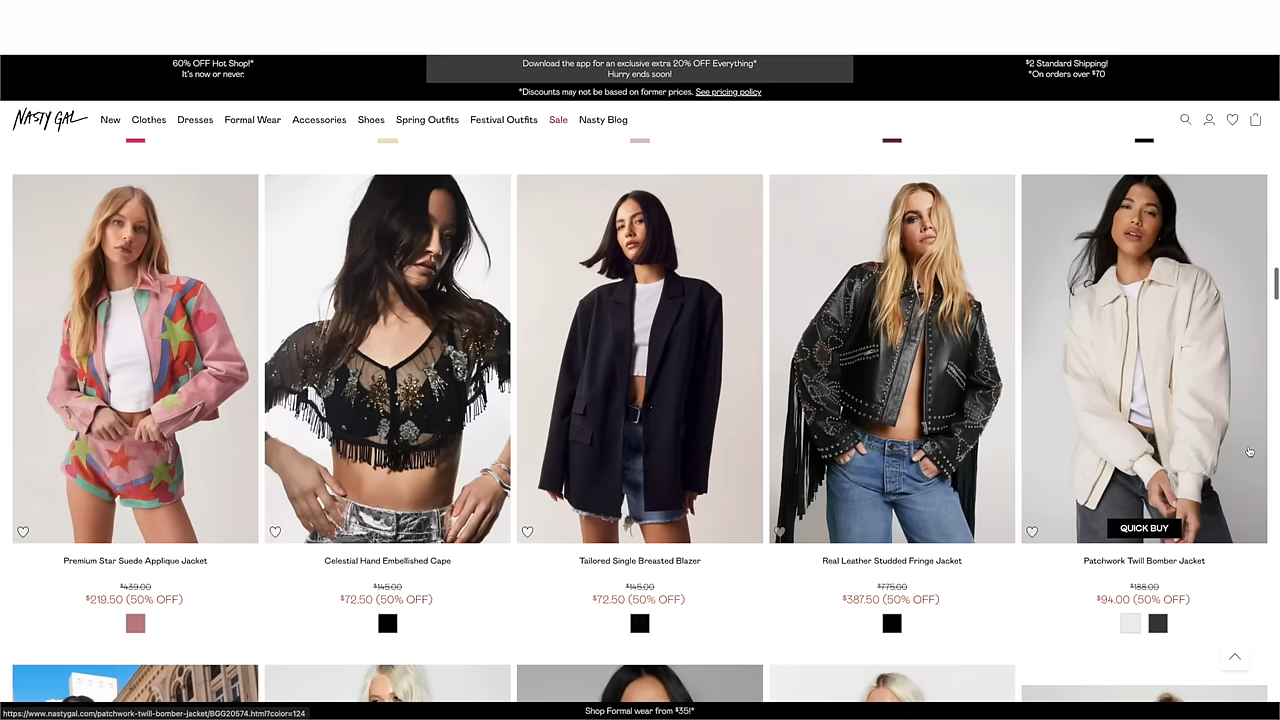 60% OFF Hot Shop!*
It's now or never.
Download the app for an exclusive extra 20% OFF Everything*
Hurry ends soon!
$2 Standard Shipping!
*On orders over $70
*Discounts may not be based on former prices. See pricing policy
NASTY GAL
New Clothes Dresses Formal Wear Accessories Shoes Spring Outfits Festival Outfits Sale Nasty Blog
QUICK BUY
Premium Star Suede Applique Jacket
$439.00
$219.50 (50% OFF)
Celestial Hand Embellished Cape
$145.00
$72.50 (50% OFF)
Tailored Single Breasted Blazer
$145.00
$72.50 (50% OFF)
Real Leather Studded Fringe Jacket
$775.00
$387.50 (50% OFF)
Patchwork Twill Bomber Jacket
$188.00
$94.00 (50% OFF)
Shop Formal wear from $35!*
https://www.nastygal.com/patchwork-twill-bomber-jacket/BGG20574.html?color=124